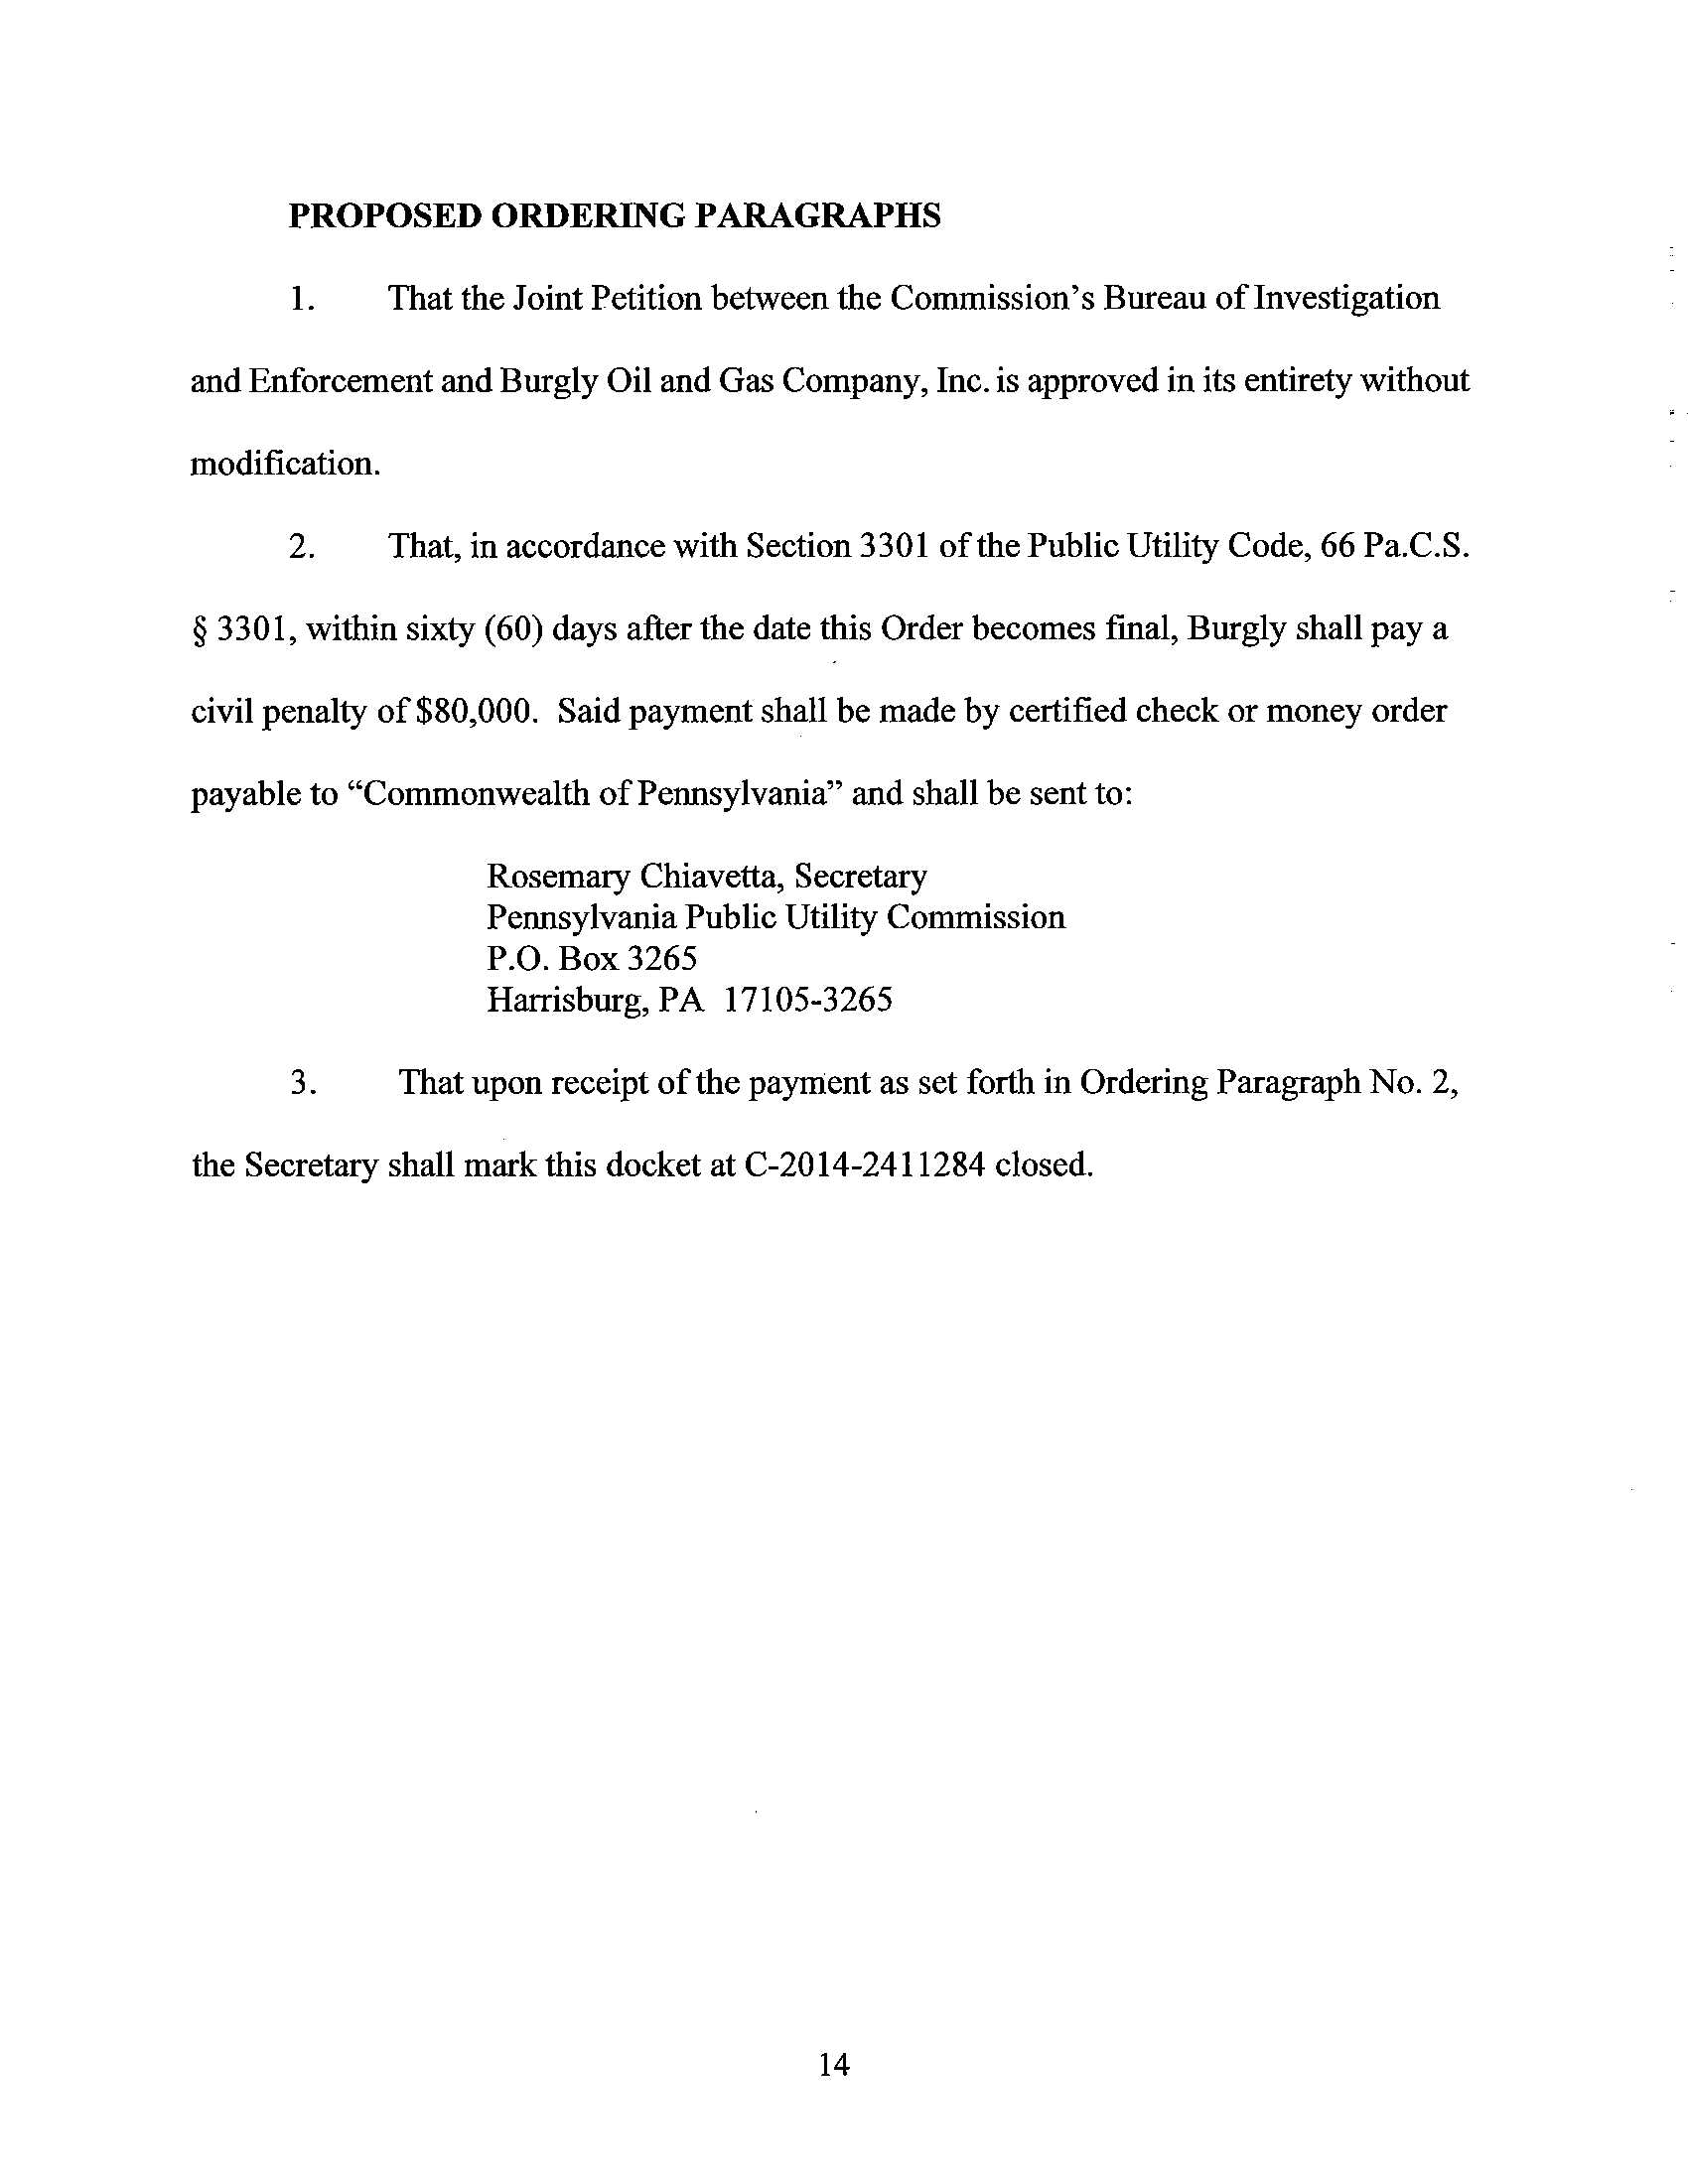 PROPOSED ORDERING PARAGRAPHS
1. That the Joint Petition between the Commission's Bureau of Investigation
and Enforcement and Burgly Oil and Gas Company, Inc. is approved in its entirety without
modification.
2. That, in accordance with Section 3301 of the Public Utility Code, 66 Pa.C.S.
§ 3301, within sixty (60) days after the date this Order becomes final, Burgly shall pay a
civil penalty of $80,000. Said payment shall be made by certified check or money order
payable to “Commonwealth of Pennsylvania” and shall be sent to:
Rosemary Chiavetta, Secretary
Pennsylvania Public Utility Commission
P.O. Box 3265
Harrisburg, PA 17105-3265
3. That upon receipt of the payment as set forth in Ordering Paragraph No. 2,
the Secretary shall mark this docket at C-2014-2411284 closed.
14